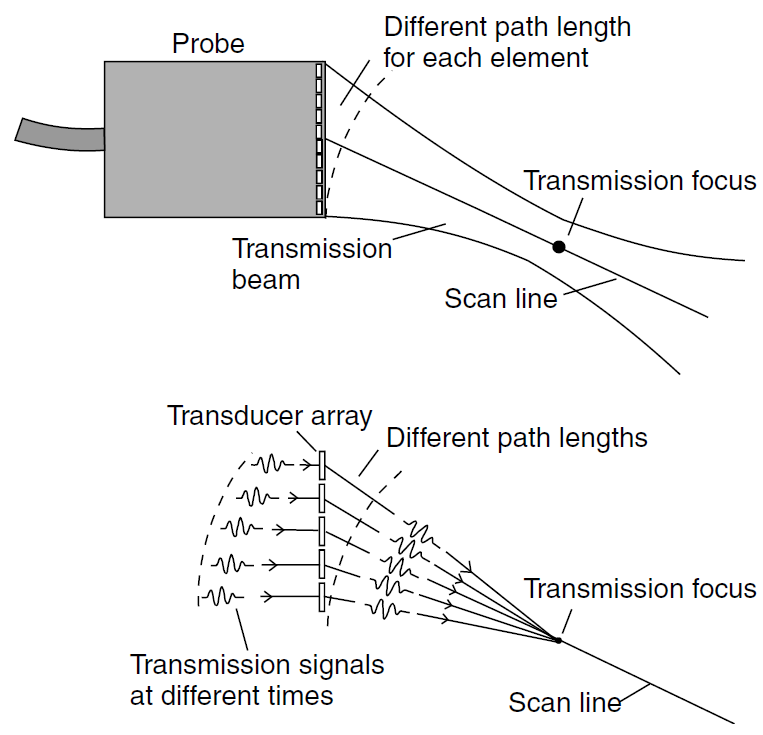 Probe
Different path length
for each element
Transmission focus
Transmission
beam
Scan line
Transducer array
Different path lengths
Transmission focus
Transmission signals
at different times
Scan line